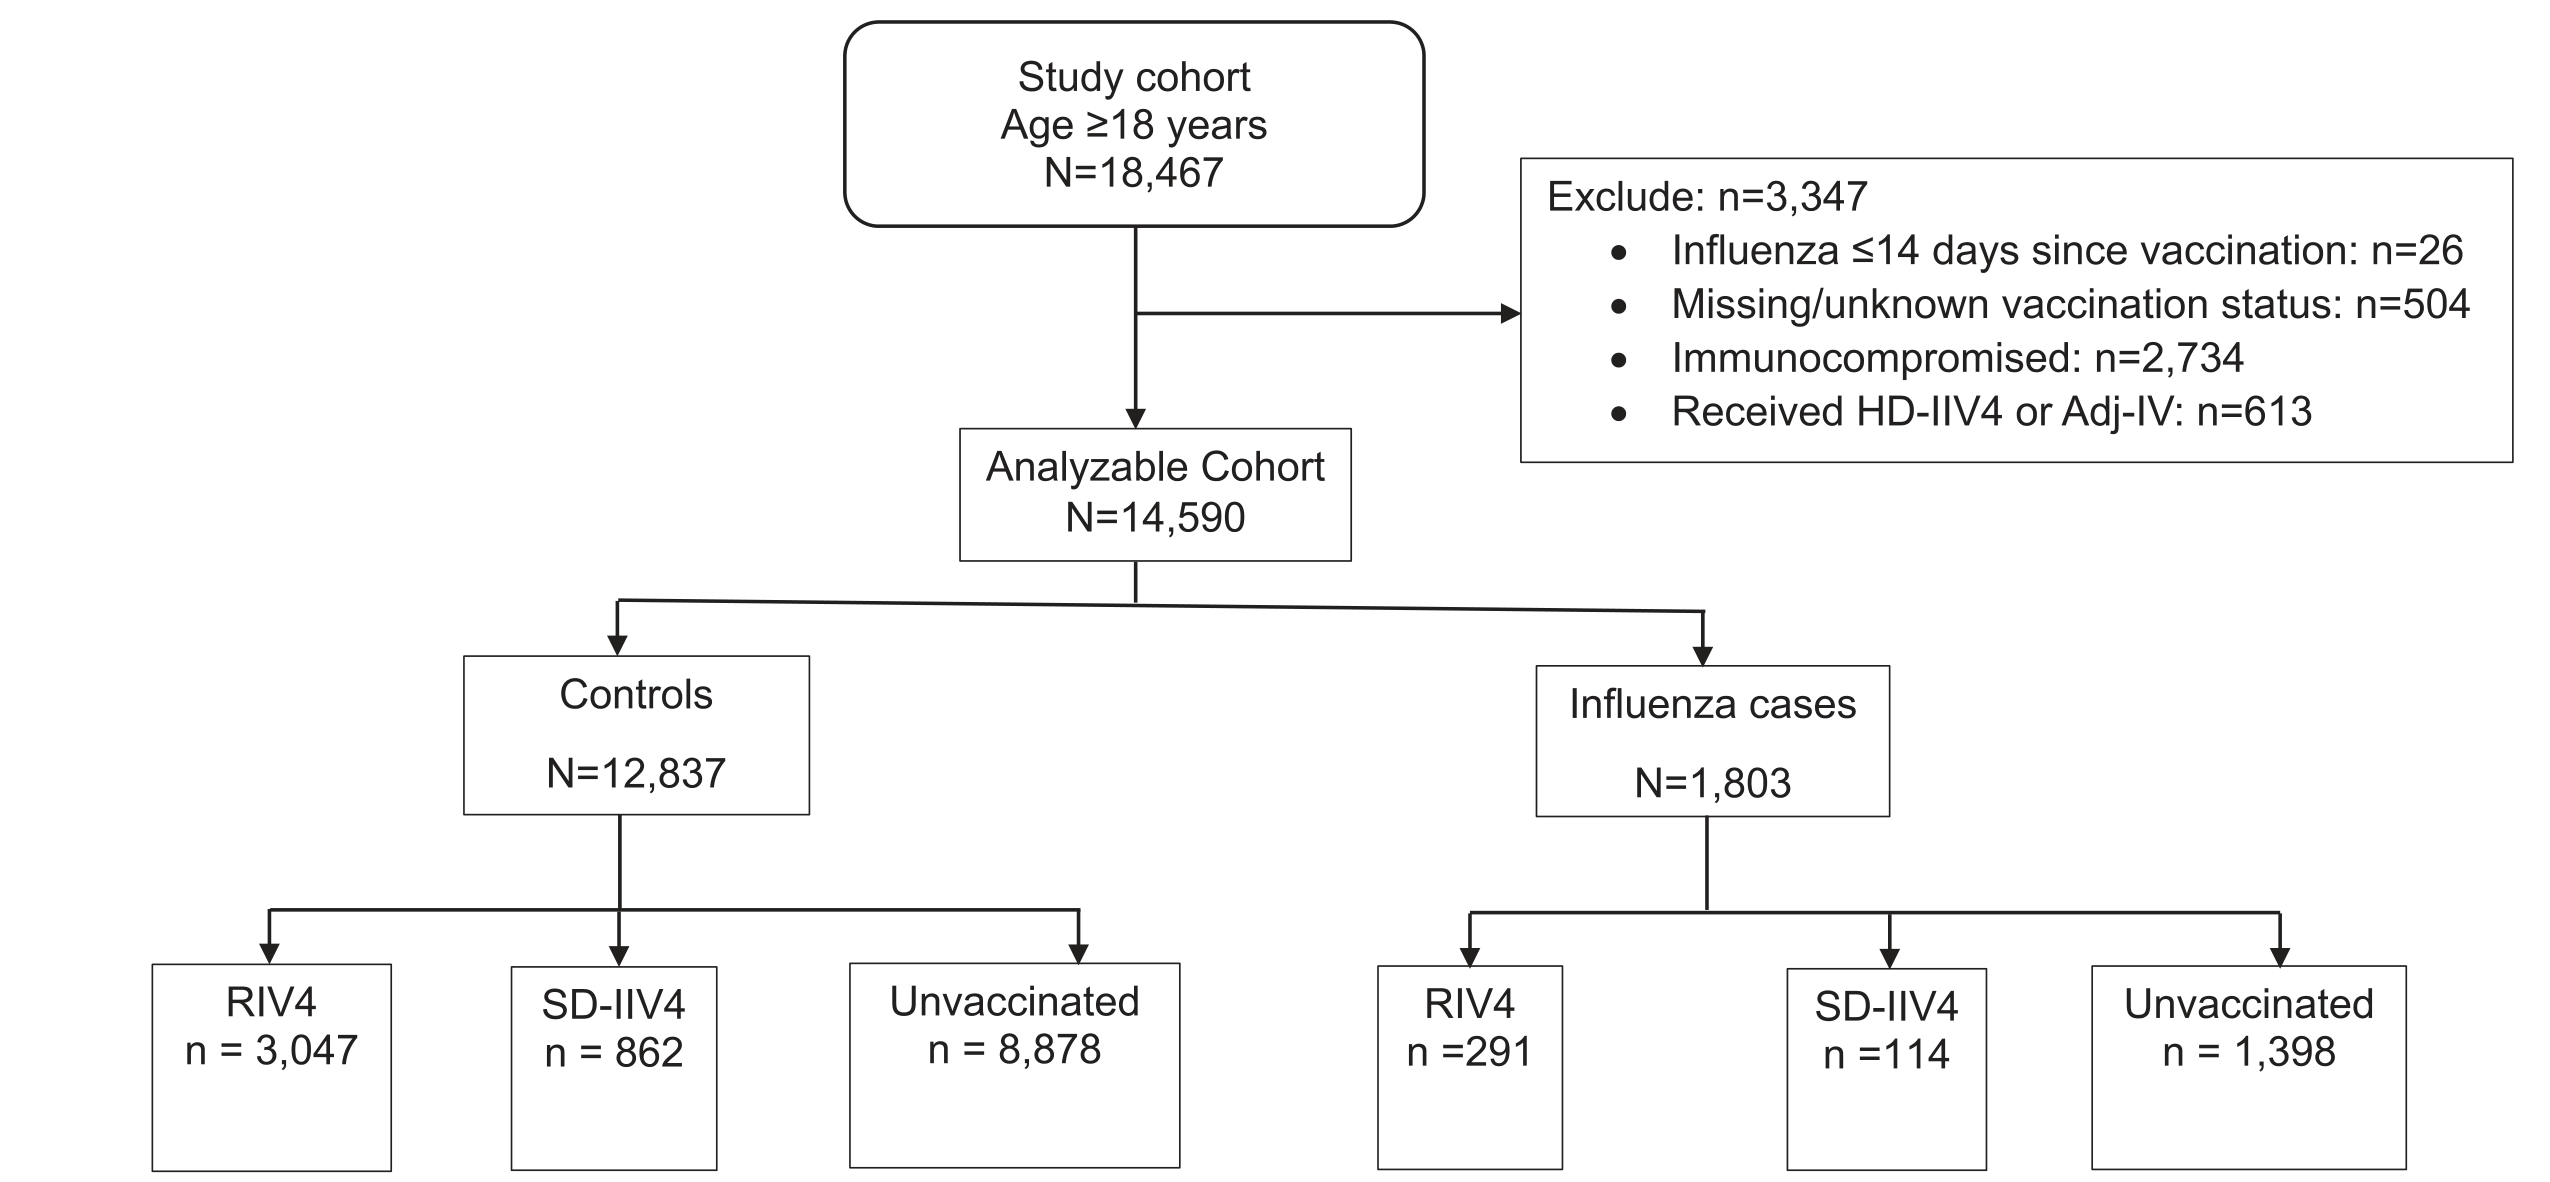 Study cohort
Age ≥18 years
N=18,467
Exclude: n=3,347
● Influenza ≤14 days since vaccination: n=26
● Missing/unknown vaccination status: n=504
● Immunocompromised: n=2,734
● Received HD-IIV4 or Adj-IV: n=613
Analyzable Cohort
N=14,590
Controls
N=12,837
Influenza cases
N=1,803
RIV4
n = 3,047
SD-IIV4
n = 862
Unvaccinated
n = 8,878
RIV4
n =291
SD-IIV4
n =114
Unvaccinated
n = 1,398